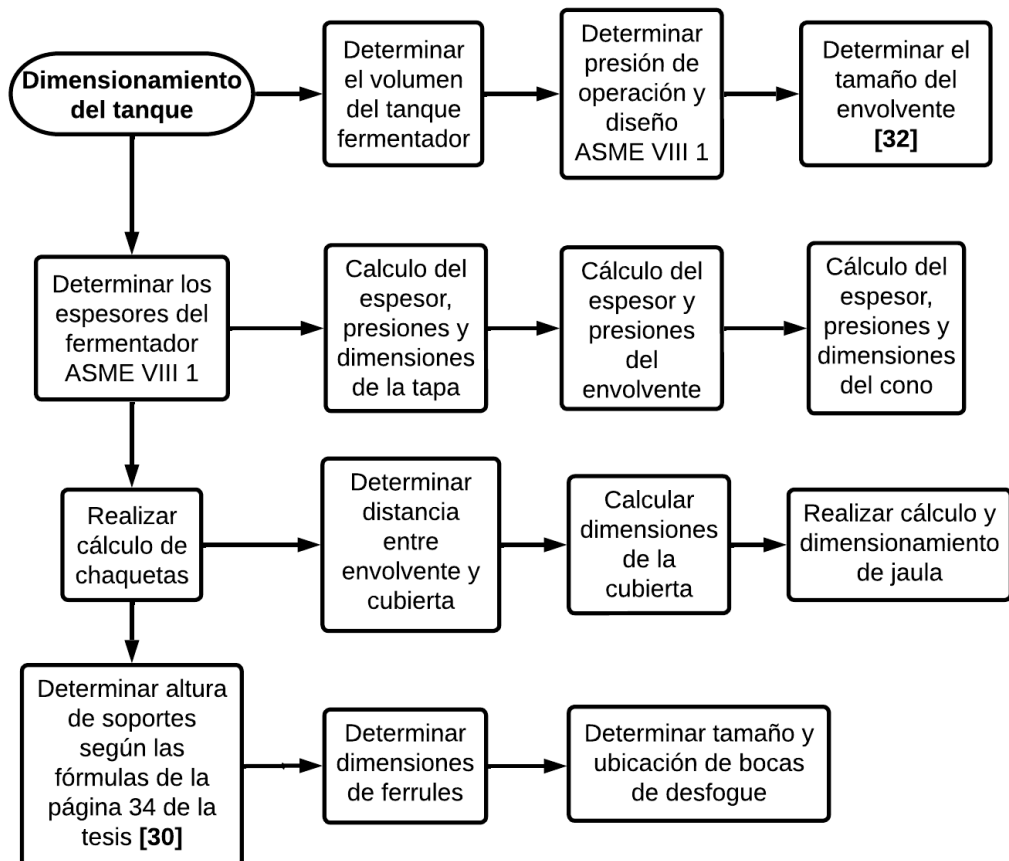 Dimensionamiento
del tanque
Determinar
el volumen
del tanque
fermentador
Determinar
presión de
operación y
diseño
ASME VIII 1
Determinar el
tamaño del
envolvente
[32]
Determinar los
espesores del
fermentador
ASME VIII 1
Calculo del
espesor,
presiones y
dimensiones
de la tapa
Cálculo del
espesor y
presiones
del
envolvente
Cálculo del
espesor,
presiones y
dimensiones
del cono
Realizar
cálculo de
chaquetas
Determinar
distancia
entre
envolvente y
cubierta
Calcular
dimensiones
de la
cubierta
Realizar cálculo y
dimensionamiento
de jaula
Determinar altura
de soportes
según las
fórmulas de la
página 34 de la
tesis [30]
Determinar
dimensiones
de ferrules
Determinar tamaño y
ubicación de bocas
de desfogue